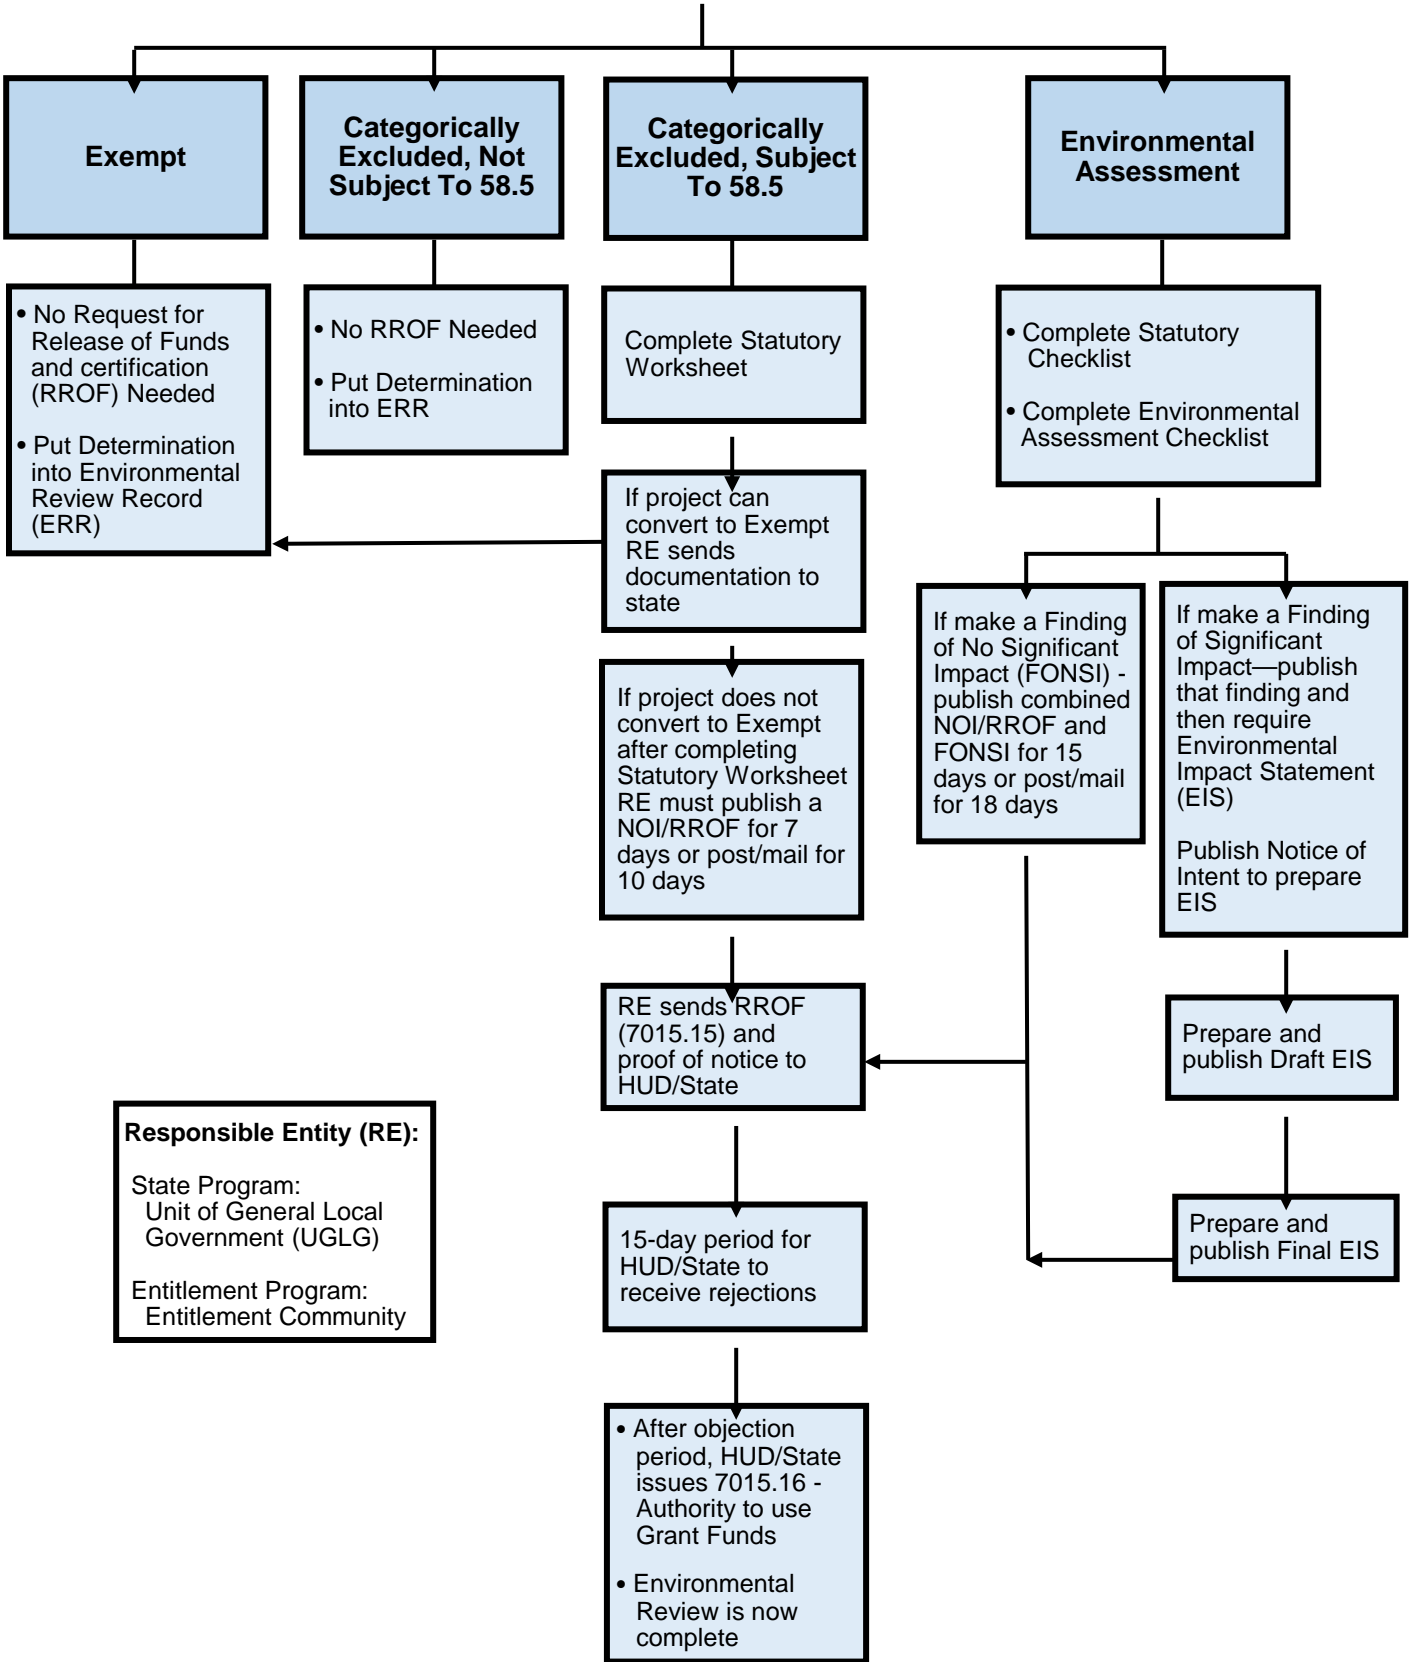 Exempt
Categorically
Excluded, Not
Subject To 58.5
Categorically
Excluded, Subject
To 58.5
Environmental
Assessment
• No Request for
Release of Funds
and certification
(RROF) Needed
• Put Determination
into Environmental
Review Record
(ERR)
• No RROF Needed
• Put Determination
into ERR
Complete Statutory
Worksheet
• Complete Statutory
Checklist
• Complete Environmental
Assessment Checklist
If project can
convert to Exempt
RE sends
documentation to
state
If project does not
convert to Exempt
after completing
Statutory Worksheet
RE must publish a
NOI/RROF for 7
days or post/mail for
10 days
If make a Finding
of No Significant
Impact (FONSI) -
publish combined
NOI/RROF and
FONSI for 15
days or post/mail
for 18 days
If make a Finding
of Significant
Impact—publish
that finding and
then require
Environmental
Impact Statement
(EIS)
Publish Notice of
Intent to prepare
EIS
RE sends RROF
(7015.15) and
proof of notice to
HUD/State
Prepare and
publish Draft EIS
Responsible Entity (RE):
State Program:
Unit of General Local
Government (UGLG)
Entitlement Program:
Entitlement Community
15-day period for
HUD/State to
receive rejections
Prepare and
publish Final EIS
• After objection
period, HUD/State
issues 7015.16 -
Authority to use
Grant Funds
• Environmental
Review is now
complete